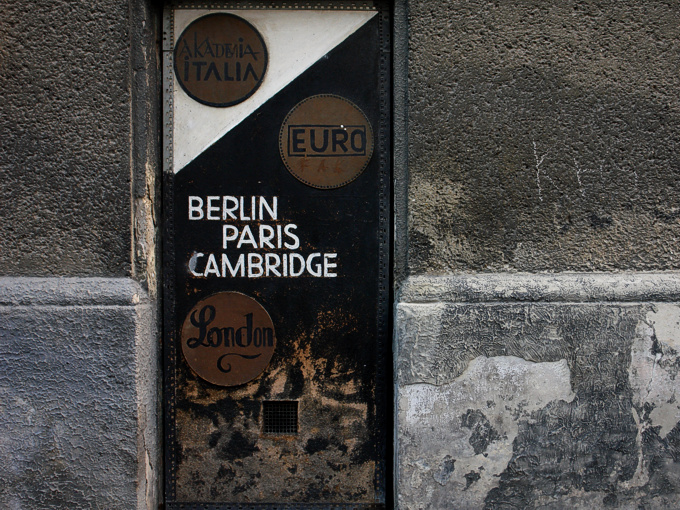 AKADEMIA
iTALIA
EURO
BERLIN
PARIS
CAMBRIDGE
London